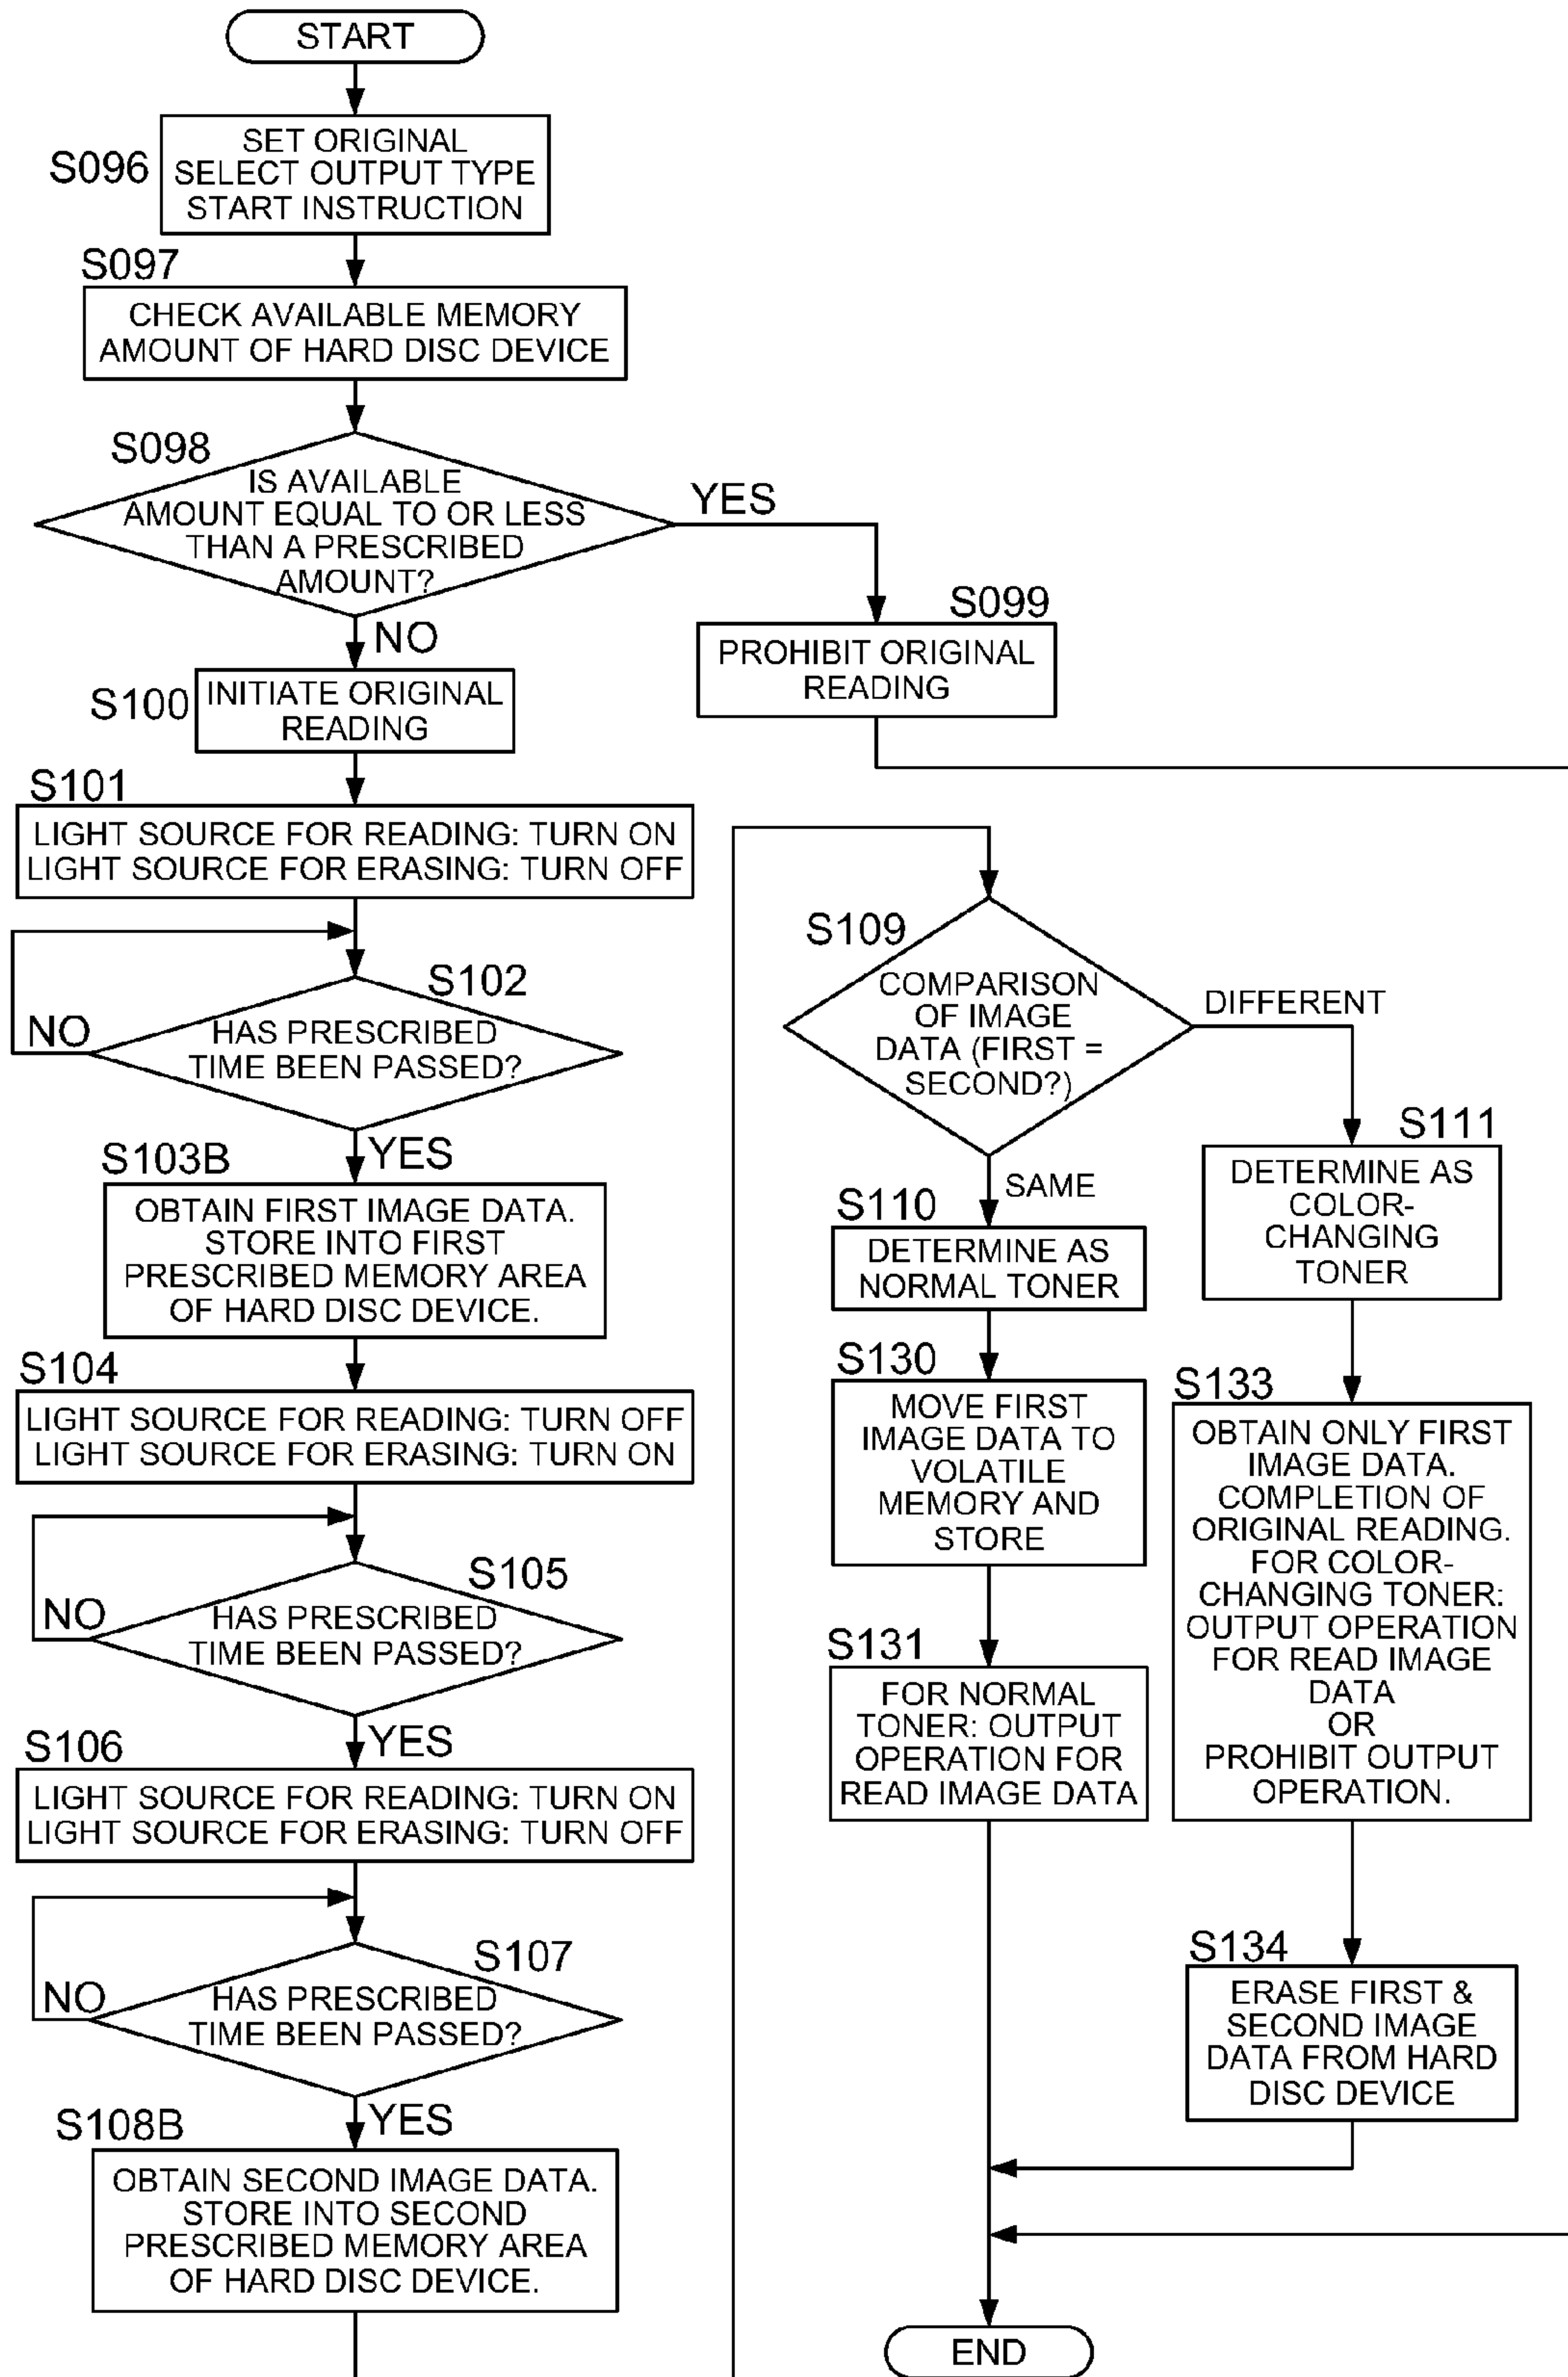 START
S096
SET ORIGINAL
SELECT OUTPUT TYPE
START INSTRUCTION
S097
CHECK AVAILABLE MEMORY
AMOUNT OF HARD DISC DEVICE
S098
IS AVAILABLE
AMOUNT EQUAL TO OR LESS
THAN A PRESCRIBED
AMOUNT?
YES
NO
S099
PROHIBIT ORIGINAL
READING
S100
INITIATE ORIGINAL
READING
S101
LIGHT SOURCE FOR READING: TURN ON
LIGHT SOURCE FOR ERASING: TURN OFF
S102
NO
HAS PRESCRIBED
TIME BEEN PASSED?
YES
S103B
OBTAIN FIRST IMAGE DATA.
STORE INTO FIRST
PRESCRIBED MEMORY AREA
OF HARD DISC DEVICE.
S104
LIGHT SOURCE FOR READING: TURN OFF
LIGHT SOURCE FOR ERASING: TURN ON
S105
NO
HAS PRESCRIBED
TIME BEEN PASSED?
YES
S106
LIGHT SOURCE FOR READING: TURN ON
LIGHT SOURCE FOR ERASING: TURN OFF
S107
NO
HAS PRESCRIBED
TIME BEEN PASSED?
YES
S108B
OBTAIN SECOND IMAGE DATA.
STORE INTO SECOND
PRESCRIBED MEMORY AREA
OF HARD DISC DEVICE.
S109
COMPARISON
OF IMAGE
DATA (FIRST =
SECOND?)
DIFFERENT
SAME
S110
DETERMINE AS
NORMAL TONER
S130
MOVE FIRST
IMAGE DATA TO
VOLATILE
MEMORY AND
STORE
S131
FOR NORMAL
TONER: OUTPUT
OPERATION FOR
READ IMAGE DATA
S111
DETERMINE AS
COLOR-
CHANGING
TONER
S133
OBTAIN ONLY FIRST
IMAGE DATA.
COMPLETION OF
ORIGINAL READING.
FOR COLOR-
CHANGING TONER:
OUTPUT OPERATION
FOR READ IMAGE
DATA
OR
PROHIBIT OUTPUT
OPERATION.
S134
ERASE FIRST &
SECOND IMAGE
DATA FROM HARD
DISC DEVICE
END